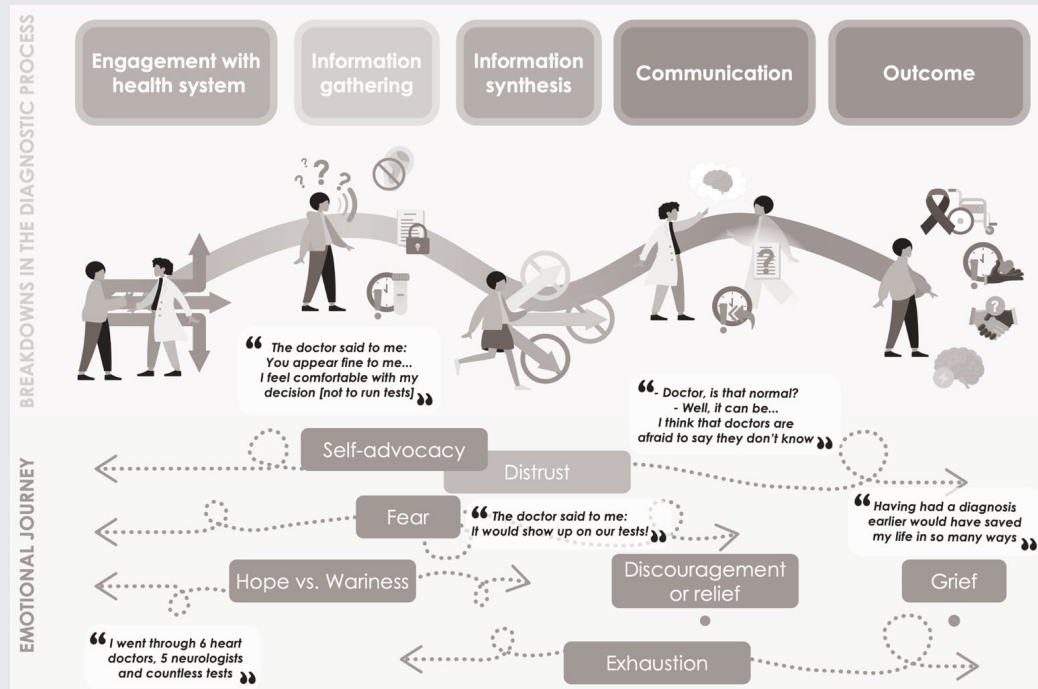 BREAKDOWNS IN THE DIAGNOSTIC PROCESS
Engagement with
health system
Information
gathering
Information
synthesis
Communication
Outcome
? ? ?
?
?
“ The doctor said to me:
You appear fine to me...
I feel comfortable with my
decision [not to run tests] ”
“ - Doctor, is that normal?
- Well, it can be...
I think that doctors are
afraid to say they don’t know ”
EMOTIONAL JOURNEY
Self-advocacy
Distrust
Fear
“ The doctor said to me:
It would show up on our tests! ”
“ Having had a diagnosis
earlier would have saved
my life in so many ways ”
Hope vs. Wariness
Discouragement
or relief
Grief
“ I went through 6 heart
doctors, 5 neurologists
and countless tests ”
Exhaustion